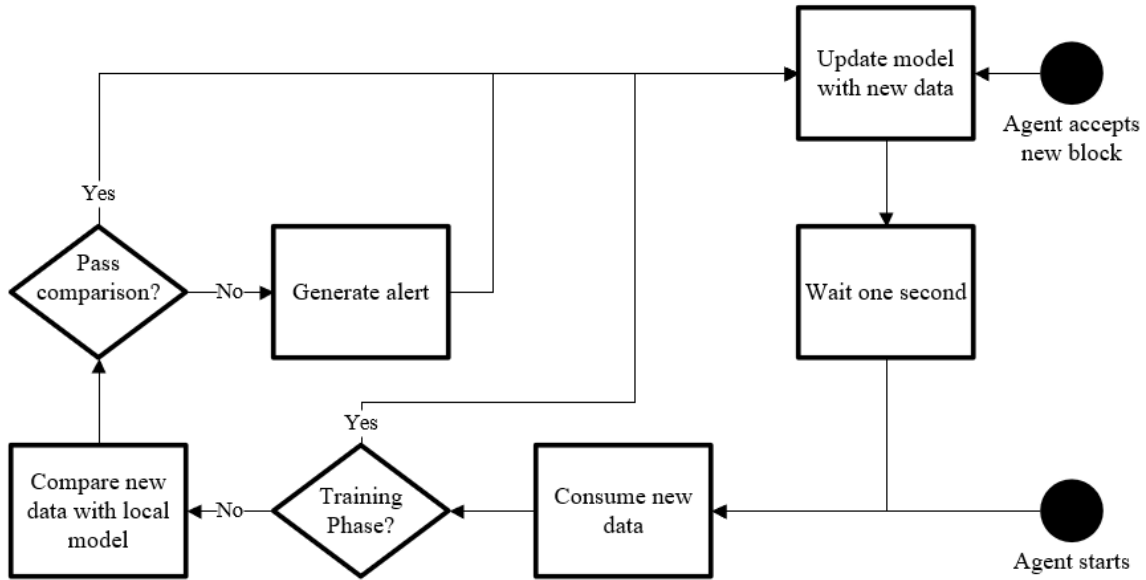 Update model
with new data
Agent accepts
new block
Yes
Pass
comparison?
No
Generate alert
Wait one second
Yes
Compare new
data with local
model
No
Training
Phase?
Consume new
data
Agent starts